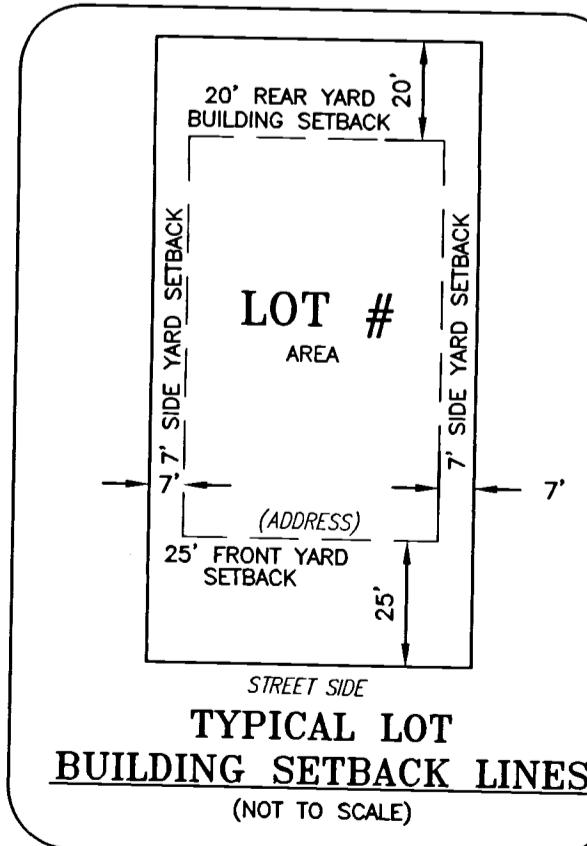 20' REAR YARD
BUILDING SETBACK
20'
7' SIDE YARD SETBACK
7' SIDE YARD SETBACK
LOT #
AREA
7'
7'
(ADDRESS)
25' FRONT YARD
SETBACK
25'
STREET SIDE
TYPICAL LOT
BUILDING SETBACK LINES
(NOT TO SCALE)